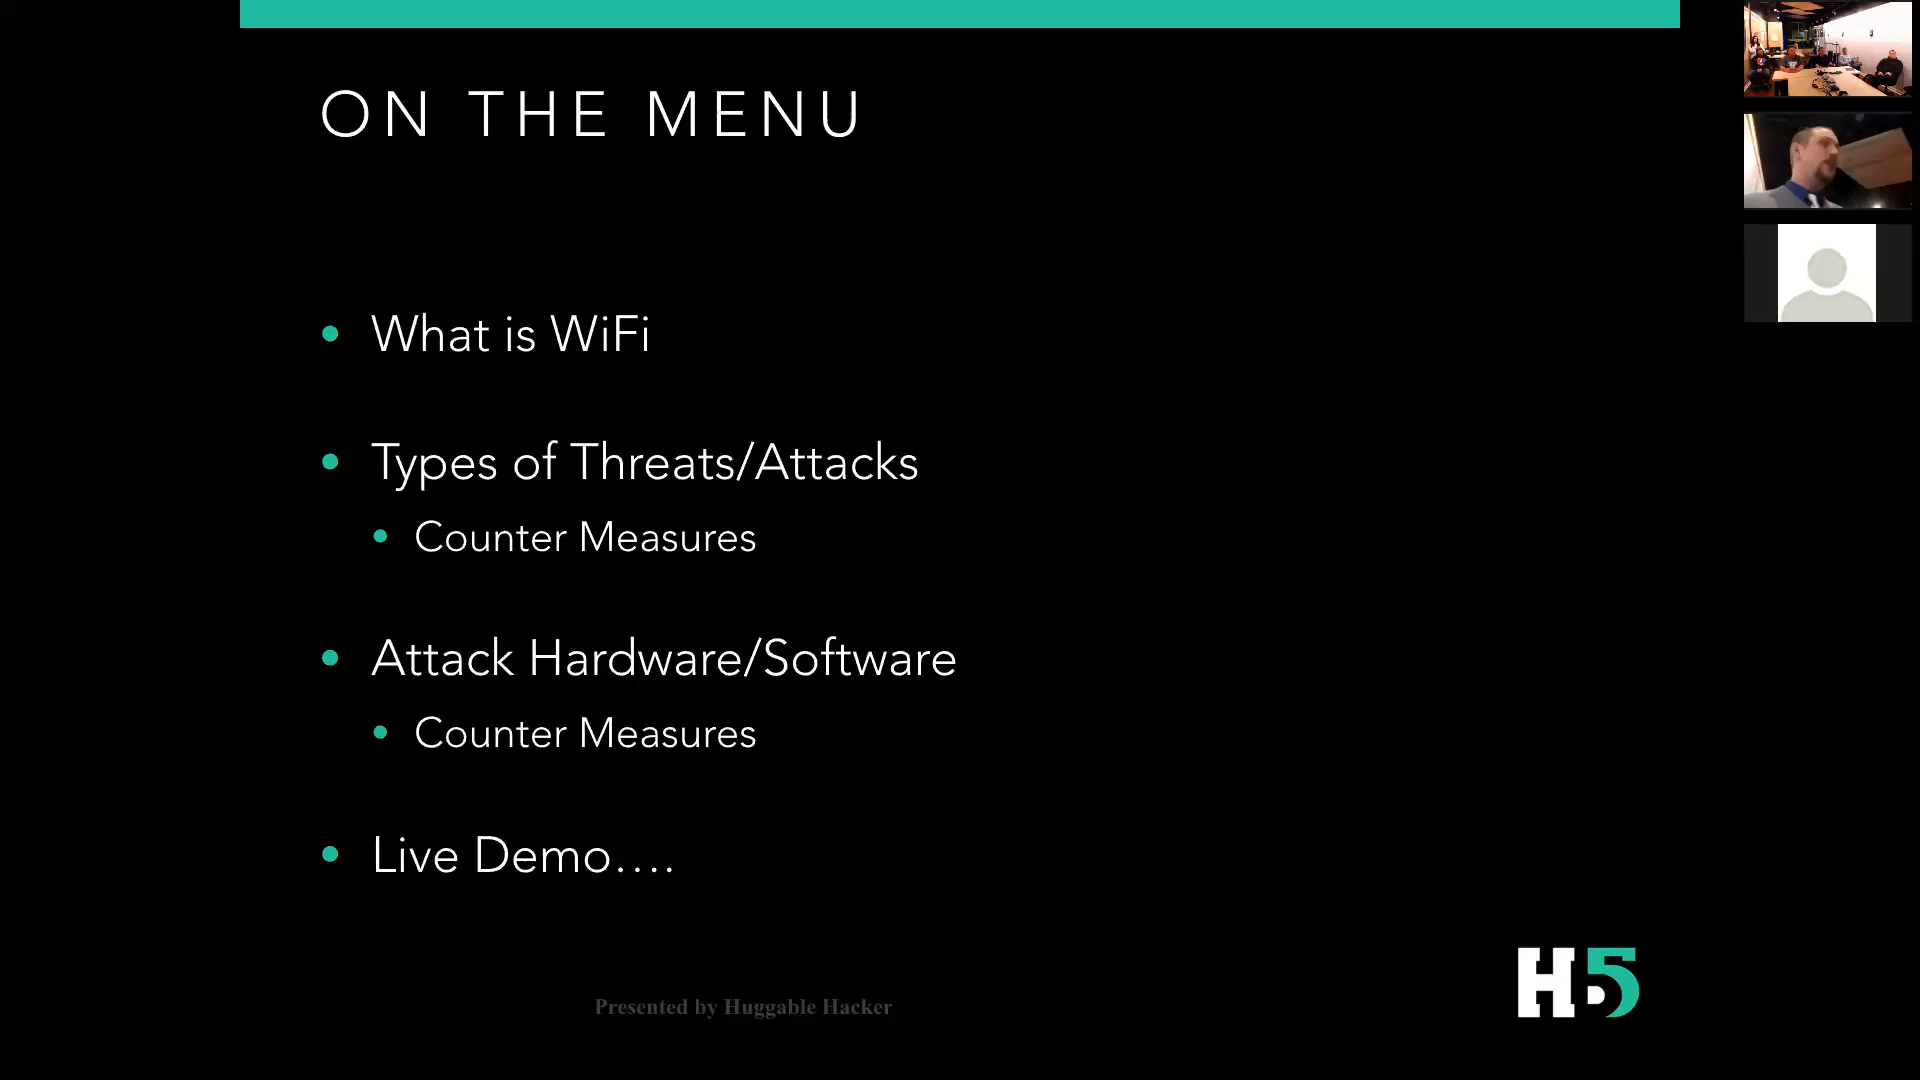 ON THE MENU
What is WiFi
Types of Threats/Attacks
Counter Measures
Attack Hardware/Software
Counter Measures
Live Demo....
H5
Presented by Huggable Hacker